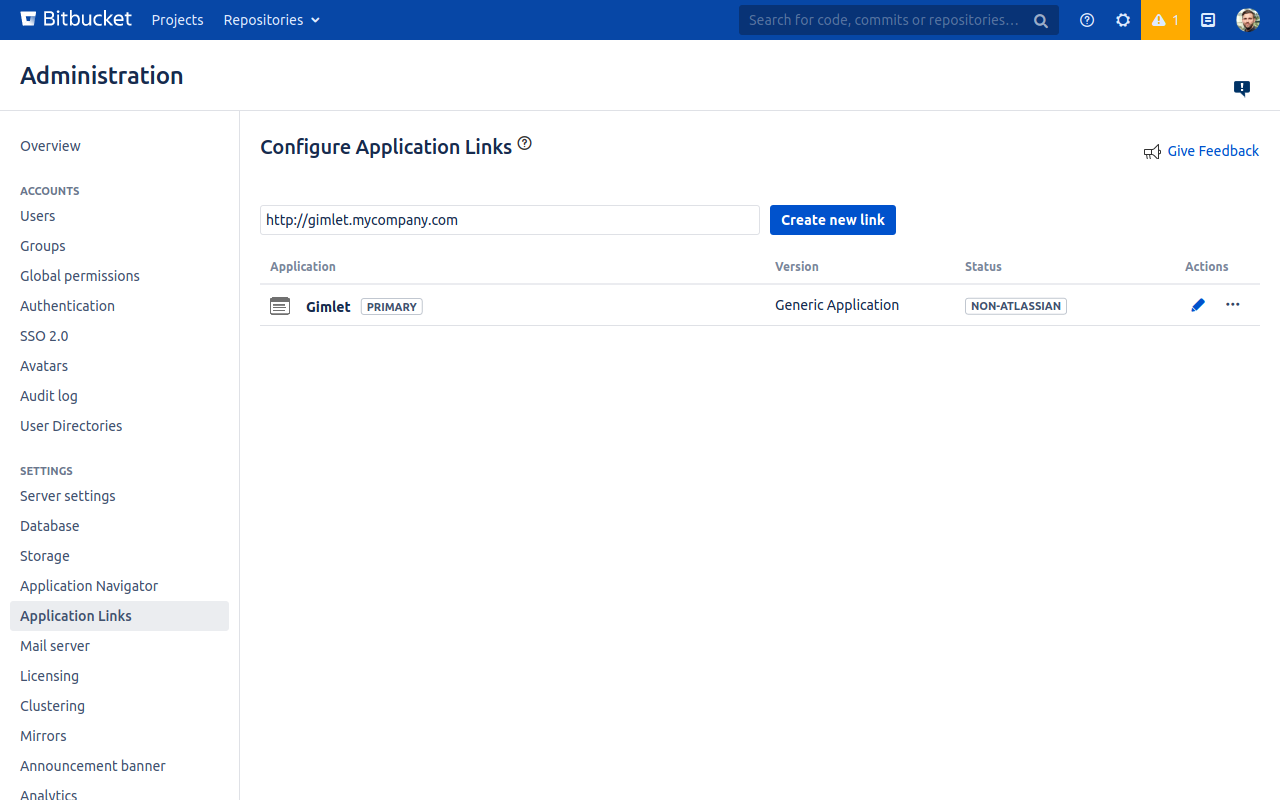 Bitbucket Projects Repositories Search for code, commits or repositories... 1
Administration
Overview
ACCOUNTS
Users
Groups
Global permissions
Authentication
SSO 2.0
Avatars
Audit log
User Directories
SETTINGS
Server settings
Database
Storage
Application Navigator
Application Links
Mail server
Licensing
Clustering
Mirrors
Announcement banner
Analytics
Configure Application Links
Give Feedback
http://gimlet.mycompany.com Create new link
Application Version Status Actions
Gimlet PRIMARY Generic Application NON-ATLASSIAN